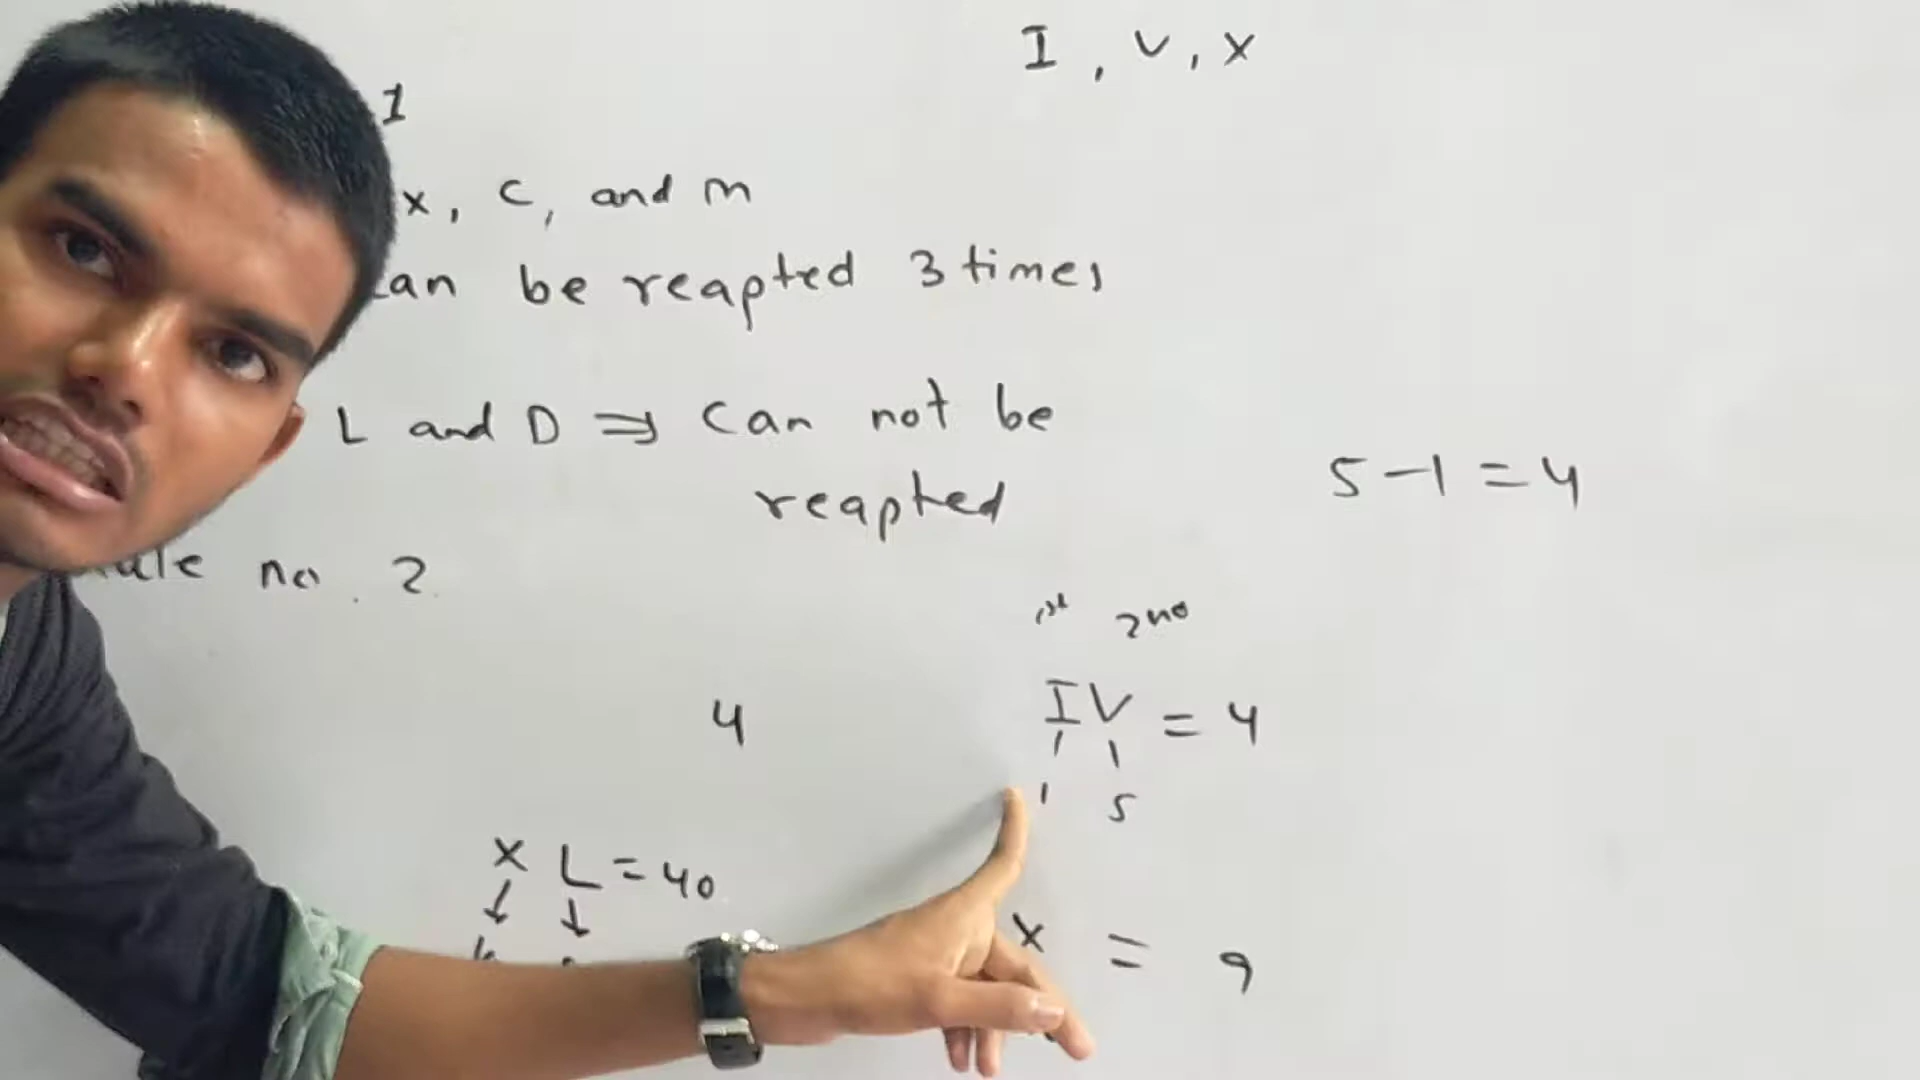 I , V , X
1
x, C, and m
can be reapted 3 times
L and D ⇒ Can not be
reapted
5 - 1 = 4
no. 2
1st 2nd
4
IV = 4
1 5
X L = 40
X = 9